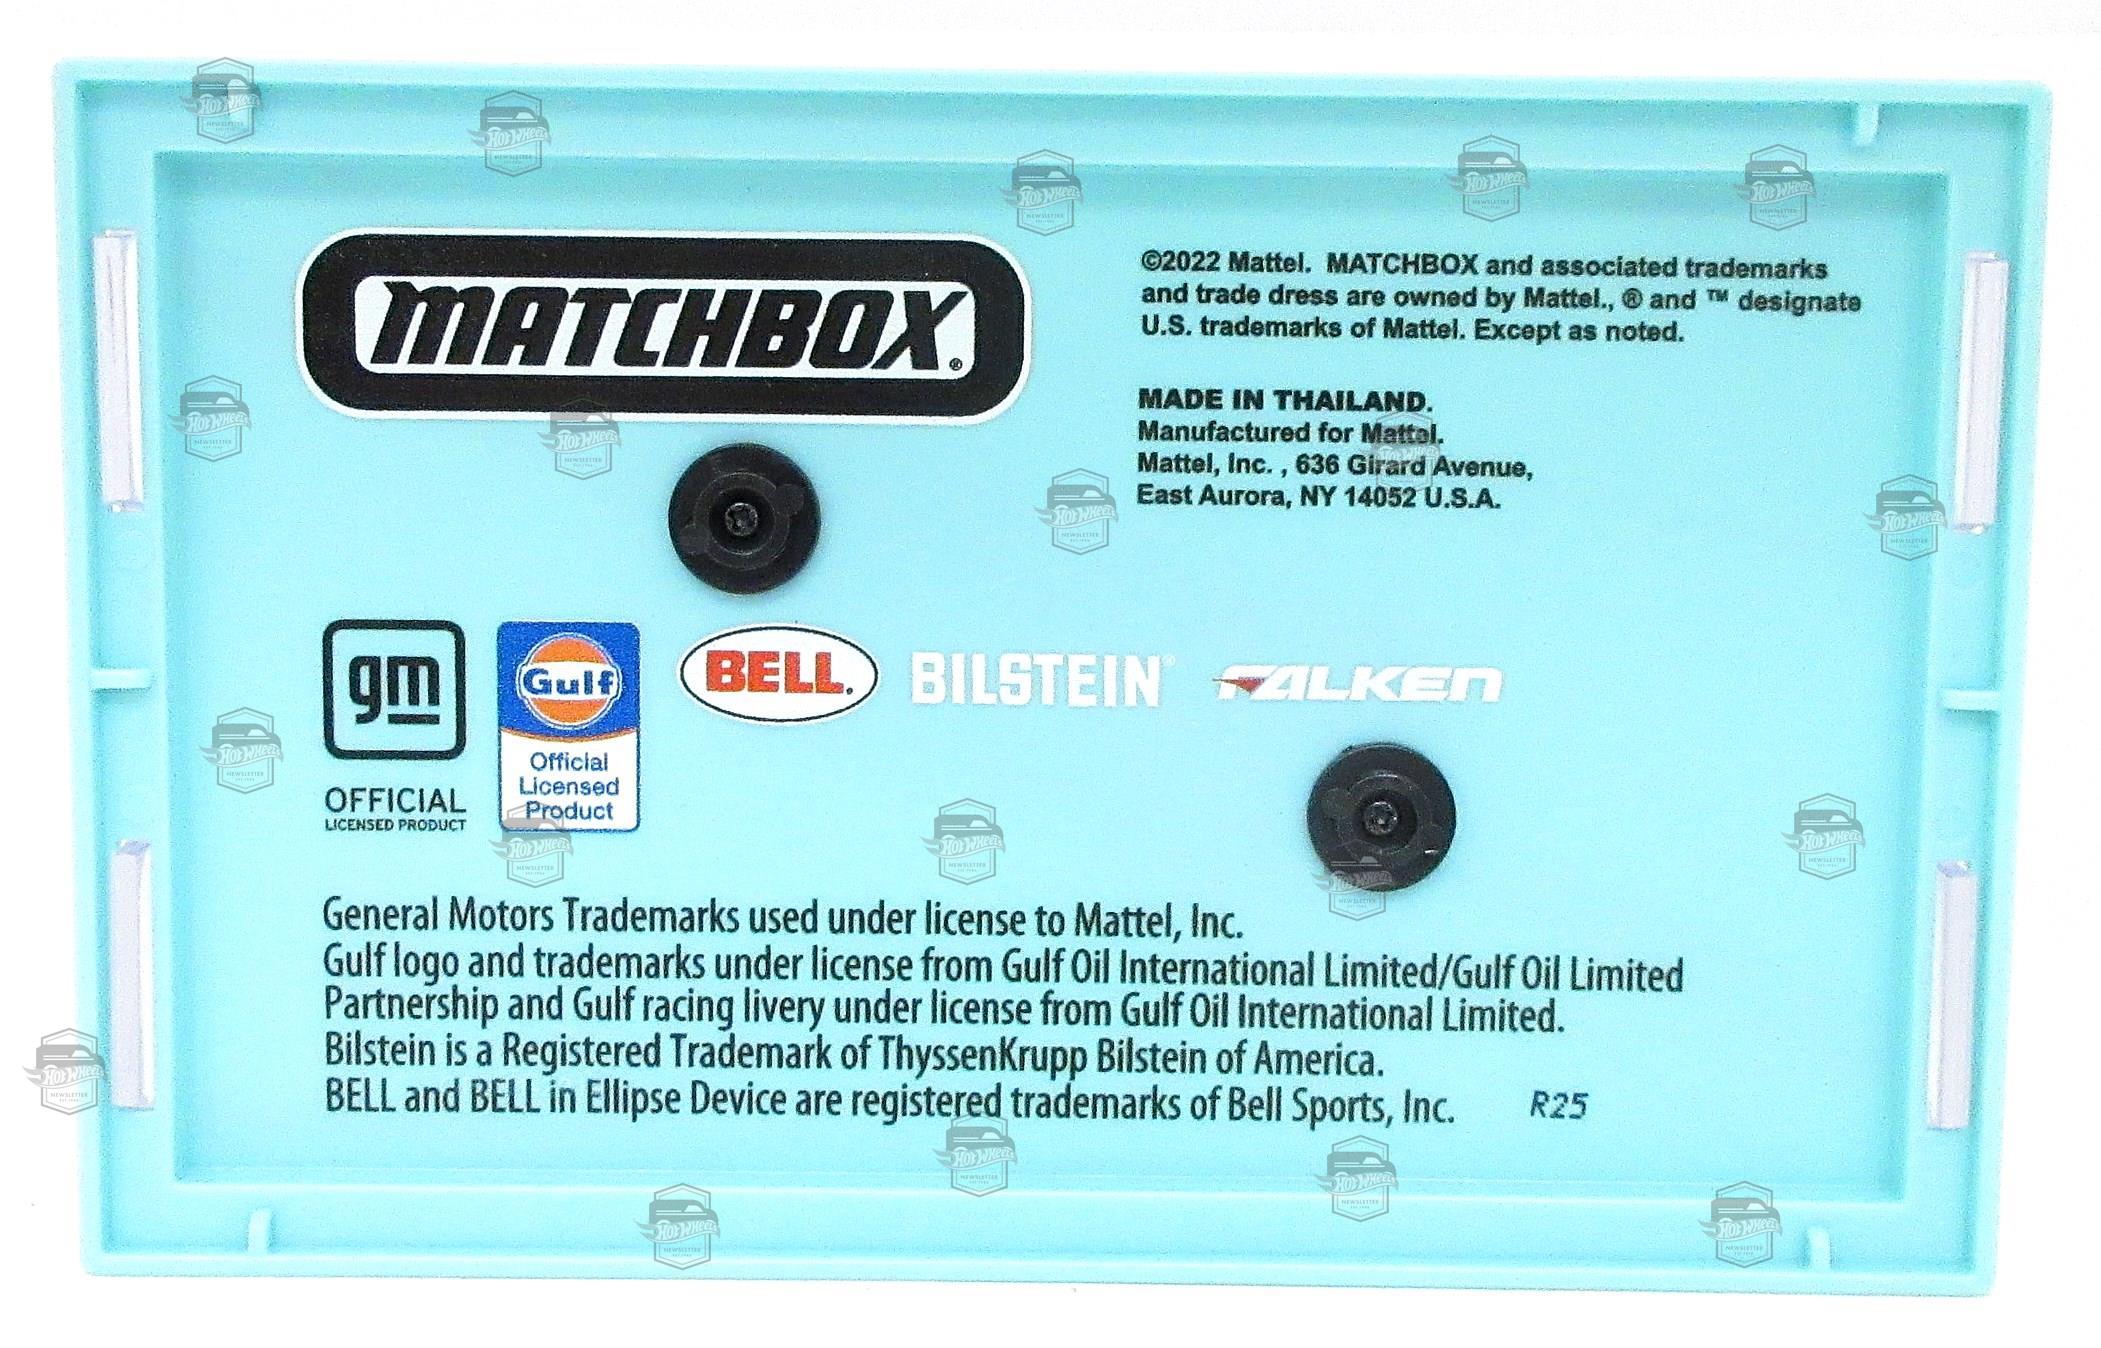 MATCHBOX®
©2022 Mattel. MATCHBOX and associated trademarks
and trade dress are owned by Mattel., ® and ™ designate
U.S. trademarks of Mattel. Except as noted.
MADE IN THAILAND.
Manufactured for Mattel.
Mattel, Inc. , 636 Girard Avenue,
East Aurora, NY 14052 U.S.A.
gm
OFFICIAL
LICENSED PRODUCT
Gulf
Official
Licensed
Product
BELL.
BILSTEIN®
FALKEN
General Motors Trademarks used under license to Mattel, Inc.
Gulf logo and trademarks under license from Gulf Oil International Limited/Gulf Oil Limited
Partnership and Gulf racing livery under license from Gulf Oil International Limited.
Bilstein is a Registered Trademark of ThyssenKrupp Bilstein of America.
BELL and BELL in Ellipse Device are registered trademarks of Bell Sports, Inc.
R25
Hot Wheels
NEWSLETTER